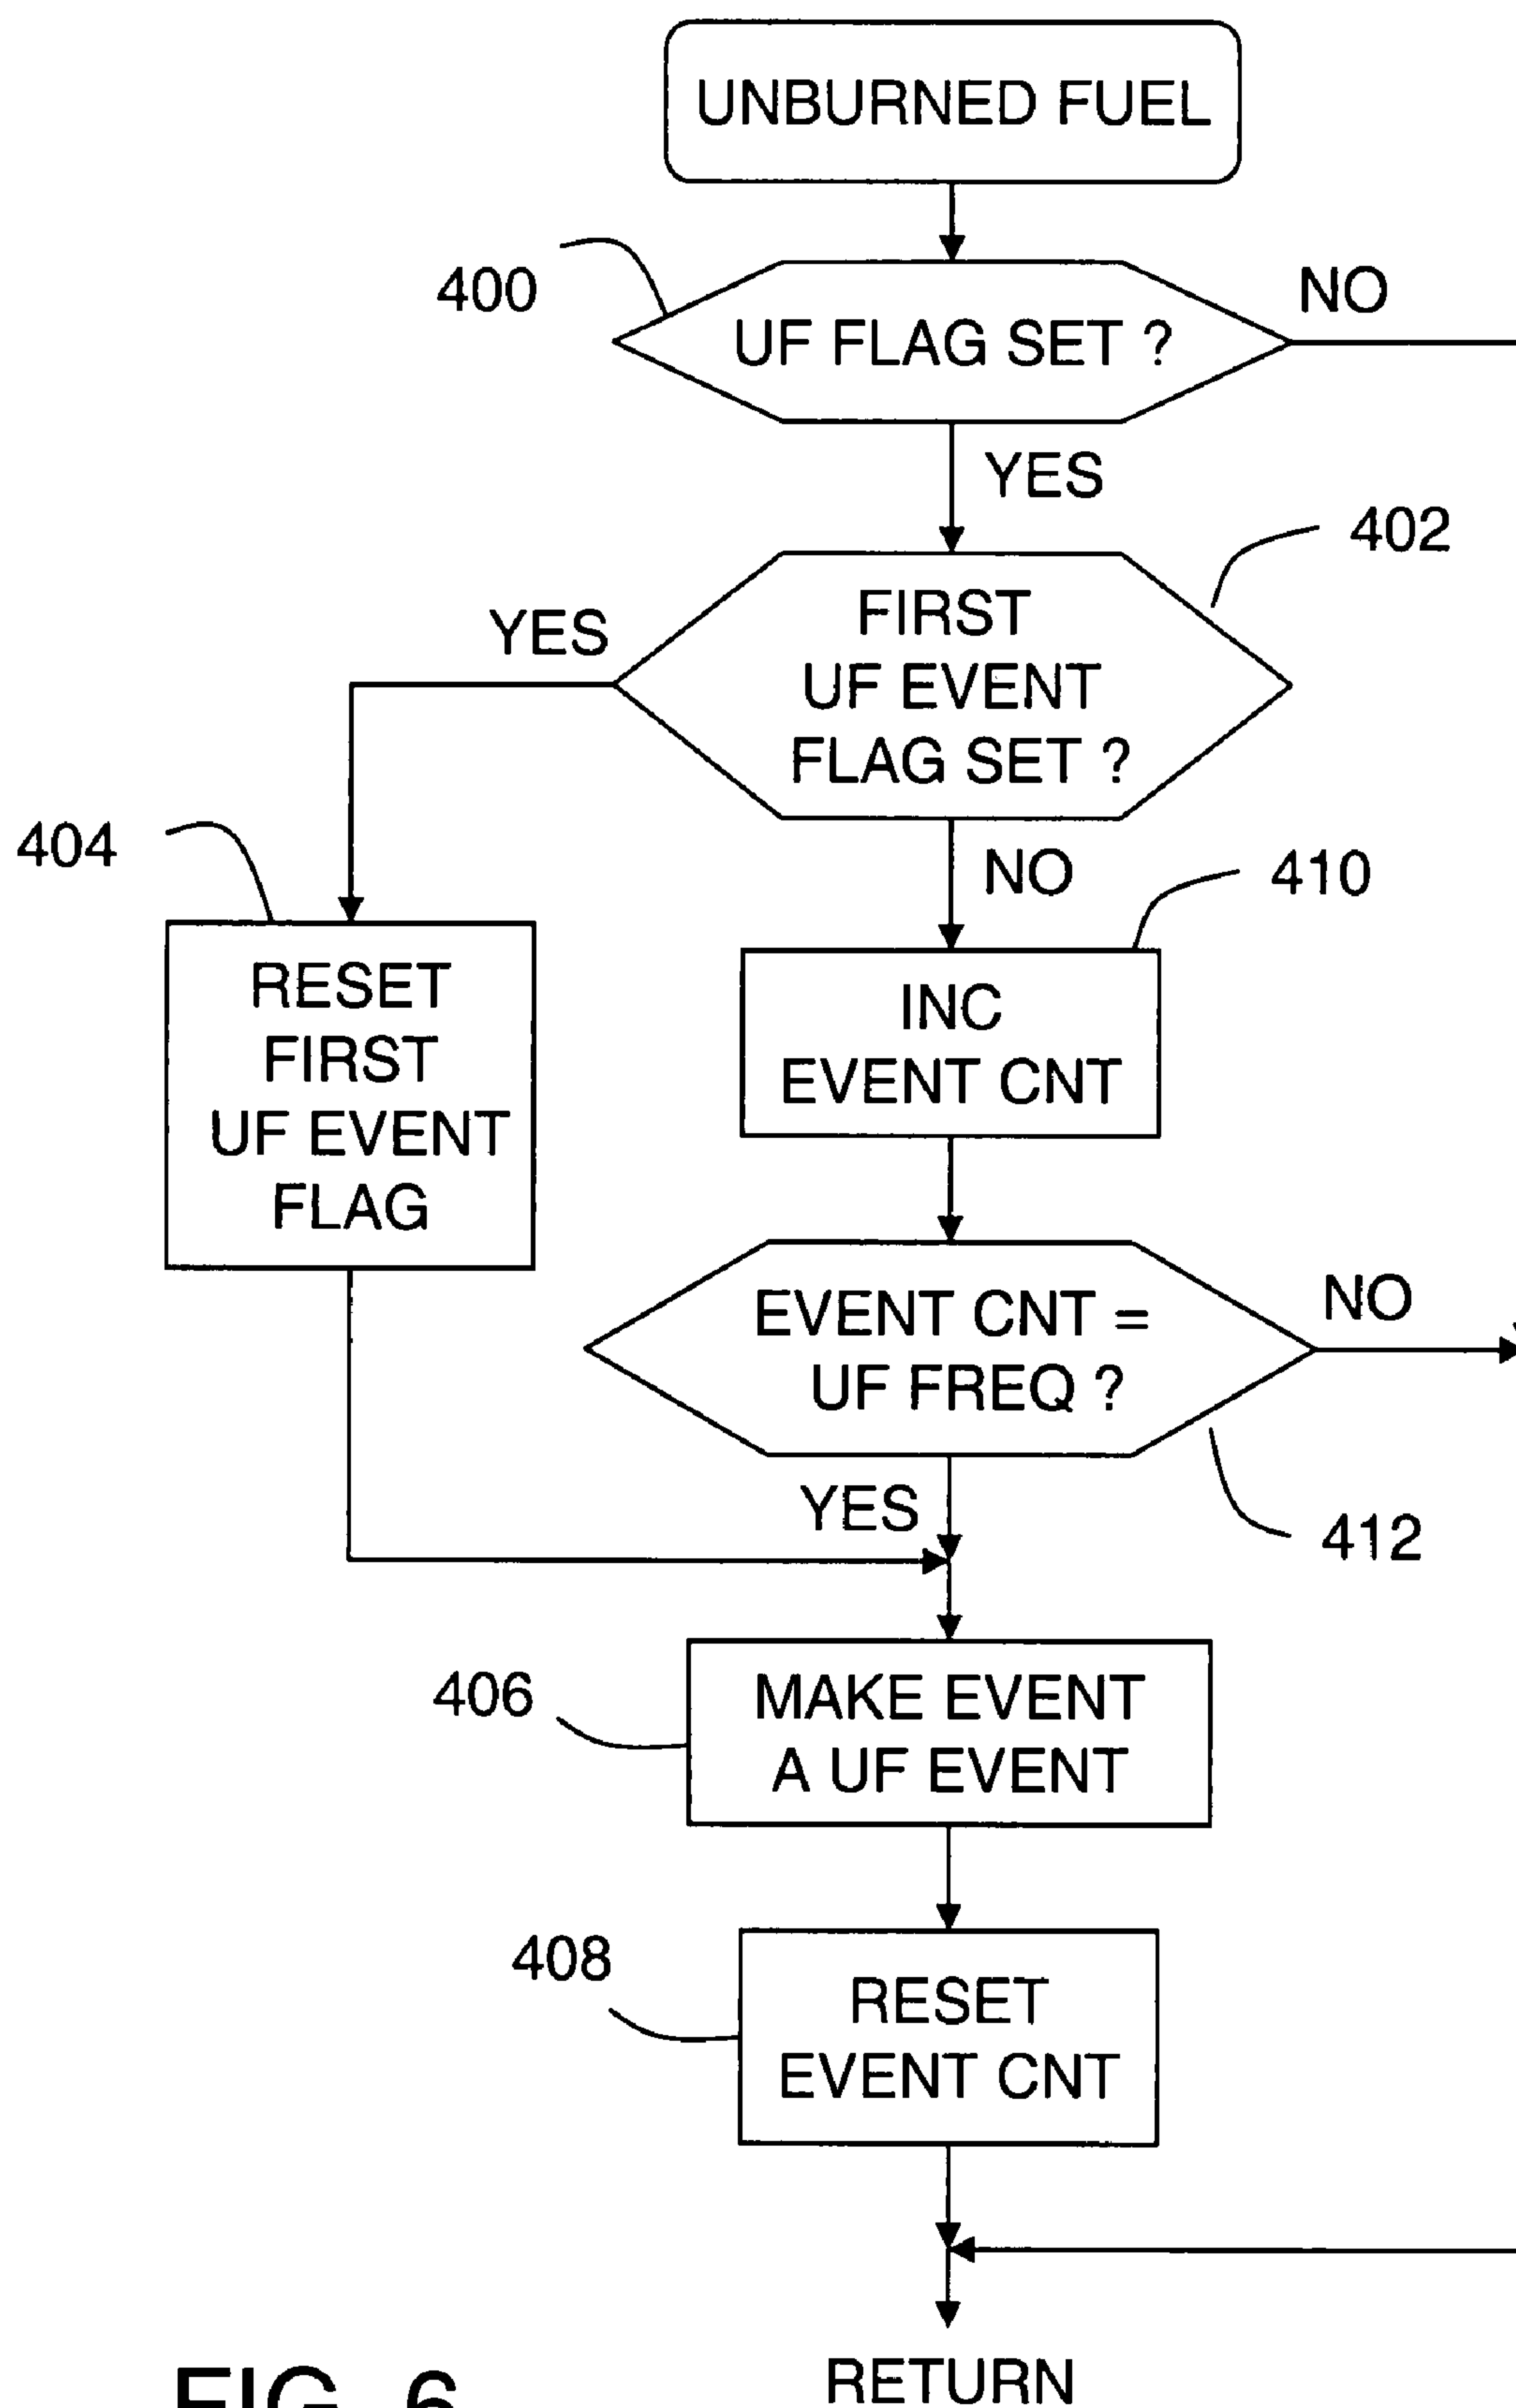 UNBURNED FUEL
400
UF FLAG SET ?
NO
YES
402
FIRST
UF EVENT
FLAG SET ?
YES
404
NO
410
RESET
FIRST
UF EVENT
FLAG
INC
EVENT CNT
EVENT CNT =
UF FREQ ?
NO
YES
412
406
MAKE EVENT
A UF EVENT
408
RESET
EVENT CNT
RETURN
FIG. 6